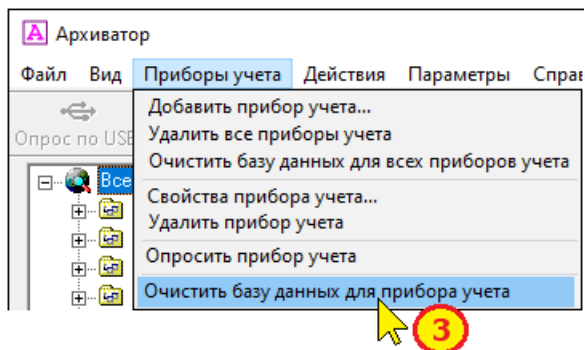 Архиватор
Файл Вид Приборы учета Действия Параметры
Опрос по
Добавить прибор учета...
Удалить все приборы учета
Очистить базу данных для всех приборов учета
Все
Свойства прибора учета...
Удалить прибор учета
Опросить прибор учета
Очистить базу данных для прибора учета
3